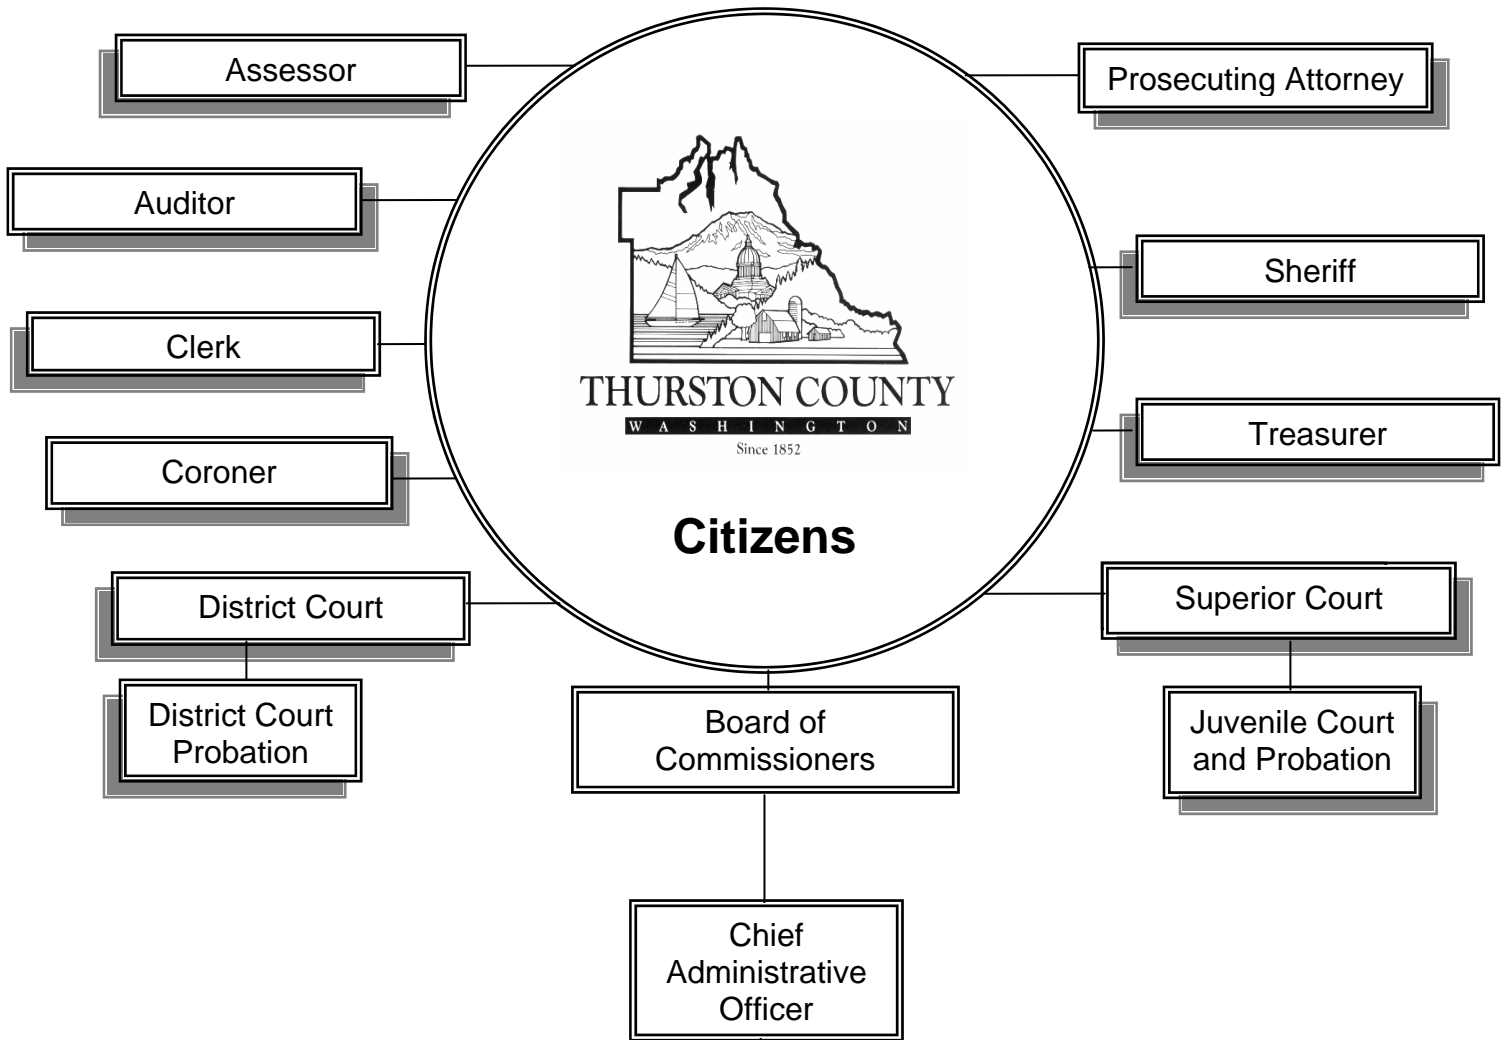 Assessor
Prosecuting Attorney
Auditor
Sheriff
Clerk
THURSTON COUNTY
WASHINGTON
Since 1852
Treasurer
Coroner
Citizens
District Court
Superior Court
District Court
Probation
Board of
Commissioners
Juvenile Court
and Probation
Chief
Administrative
Officer